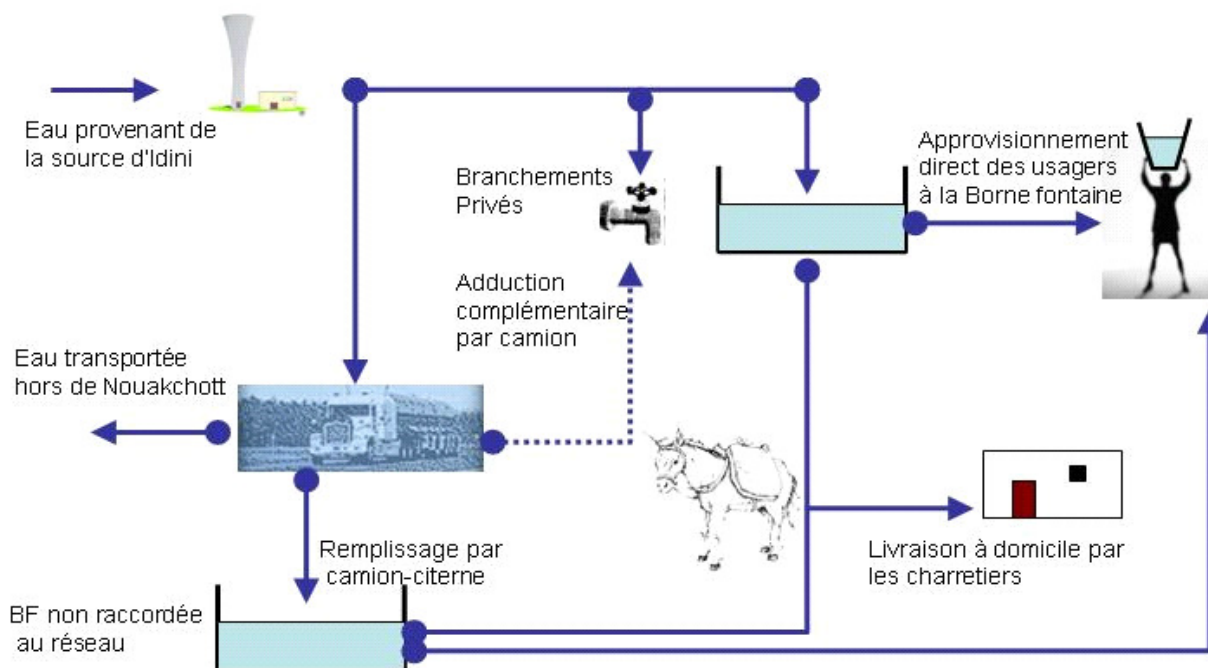 Eau provenant de
la source d'Idini
Approvisionnement
direct des usagers
à la Borne fontaine
Branchements
Privés
Adduction
complémentaire
par camion
Eau transportée
hors de Nouakchott
Remplissage par
camion-citerne
Livraison à domicile par
les charretiers
BF non raccordée
au réseau